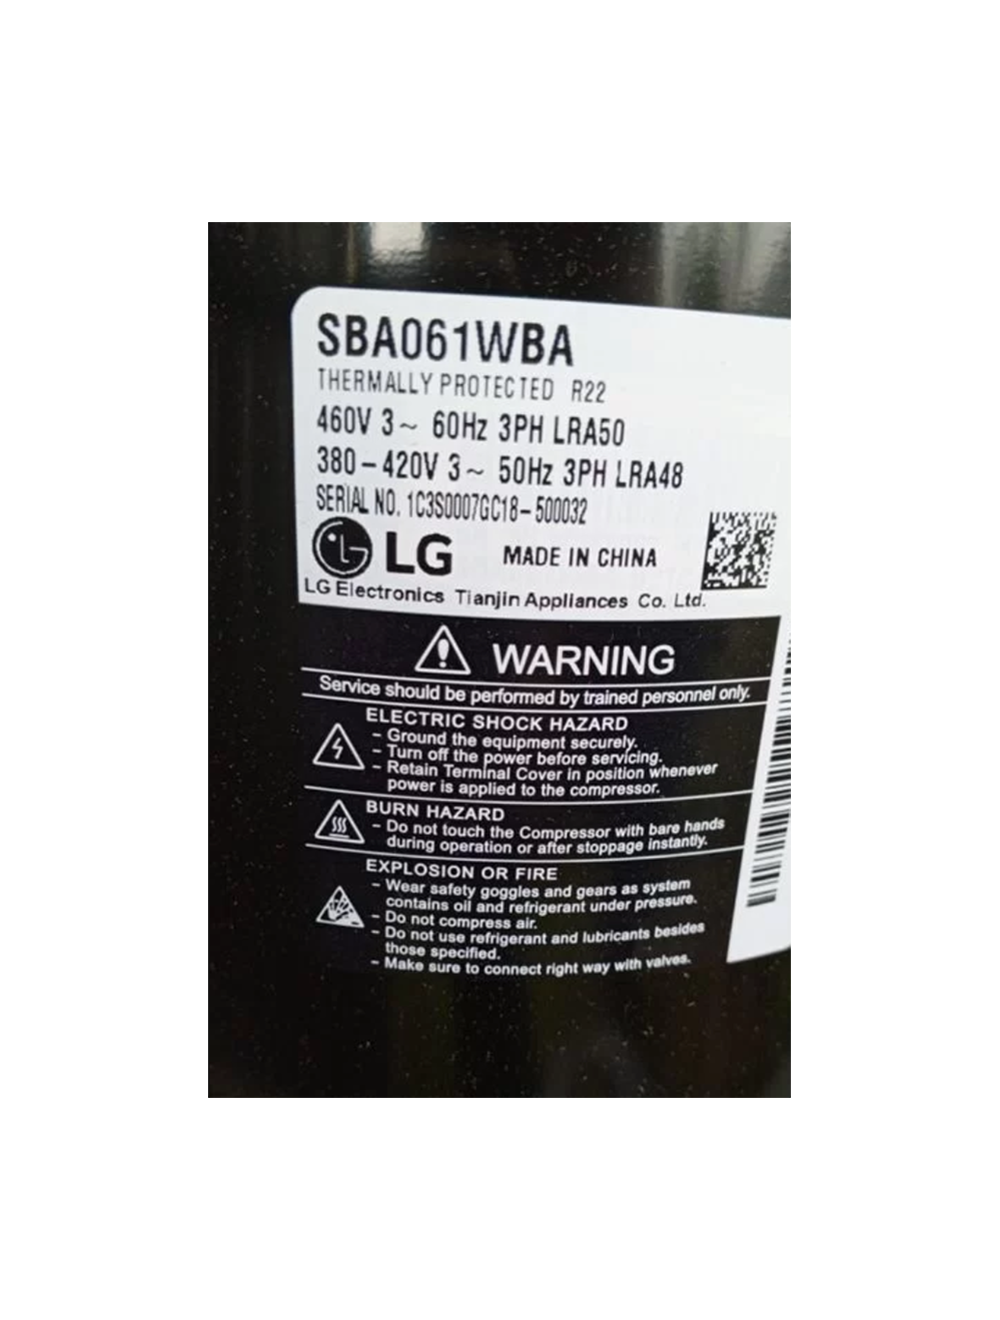 SBA061WBA
THERMALLY PROTECTED R22
460V 3~ 60Hz 3PH LRA50
380-420V 3~ 50Hz 3PH LRA48
SERIAL NO. 1C3S0007GC18-500032
LG MADE IN CHINA
LG Electronics Tianjin Appliances Co. Ltd.
WARNING
Service should be performed by trained personnel only.
ELECTRIC SHOCK HAZARD
- Ground the equipment securely.
- Turn off the power before servicing.
- Retain Terminal Cover in position whenever
power is applied to the compressor.
BURN HAZARD
- Do not touch the Compressor with bare hands
during operation or after stoppage instantly.
EXPLOSION OR FIRE
- Wear safety goggles and gears as system
contains oil and refrigerant under pressure.
- Do not compress air.
- Do not use refrigerant and lubricants besides
those specified.
- Make sure to connect right way with valves.